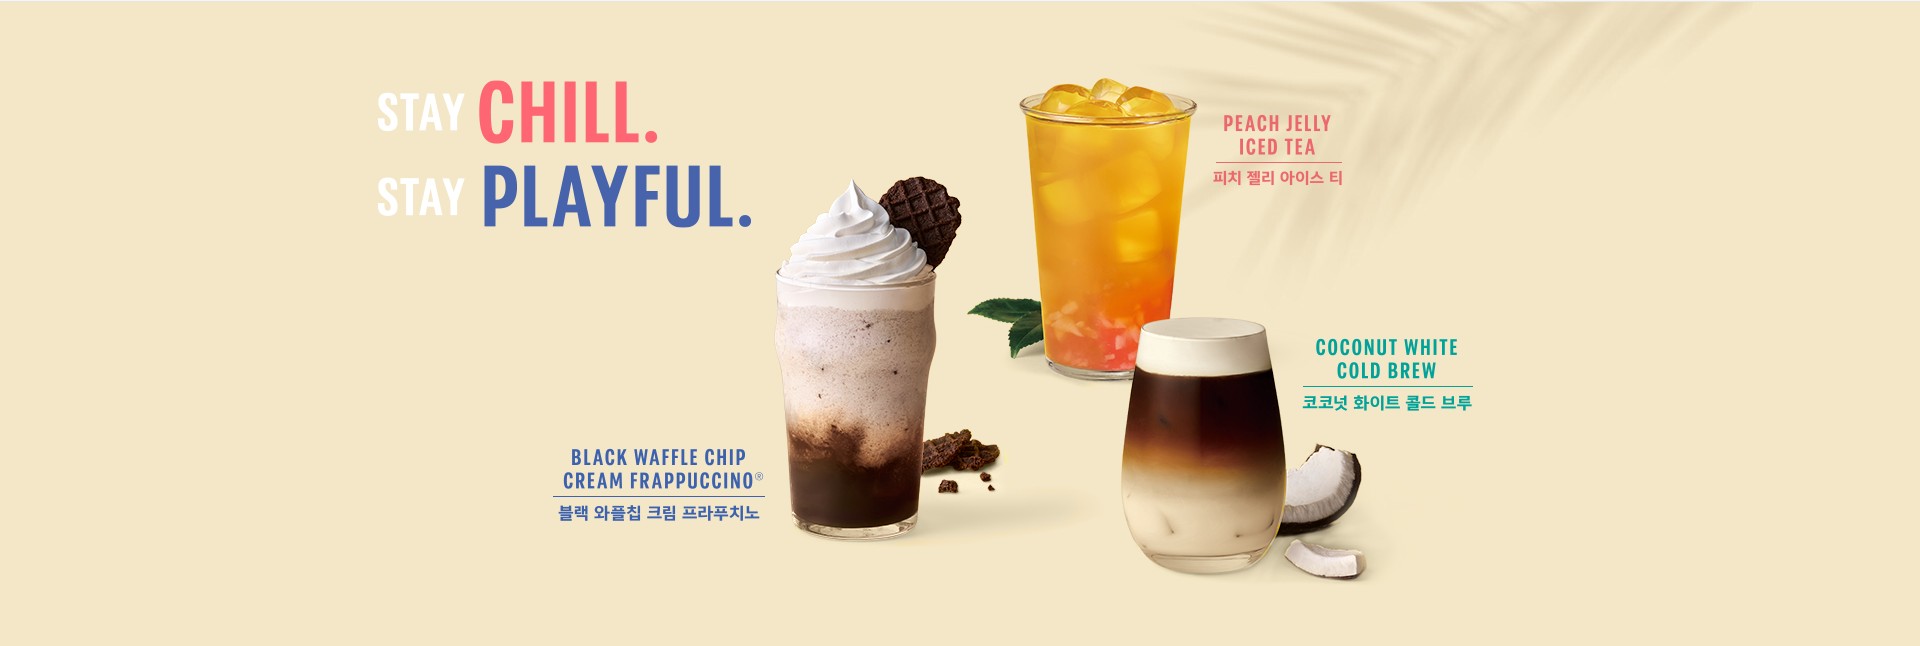 STAY CHILL.
STAY PLAYFUL.
PEACH JELLY
ICED TEA
피치 젤리 아이스 티
COCONUT WHITE
COLD BREW
코코넛 화이트 콜드 브루
BLACK WAFFLE CHIP
CREAM FRAPPUCCINO®
블랙 와플칩 크림 프라푸치노